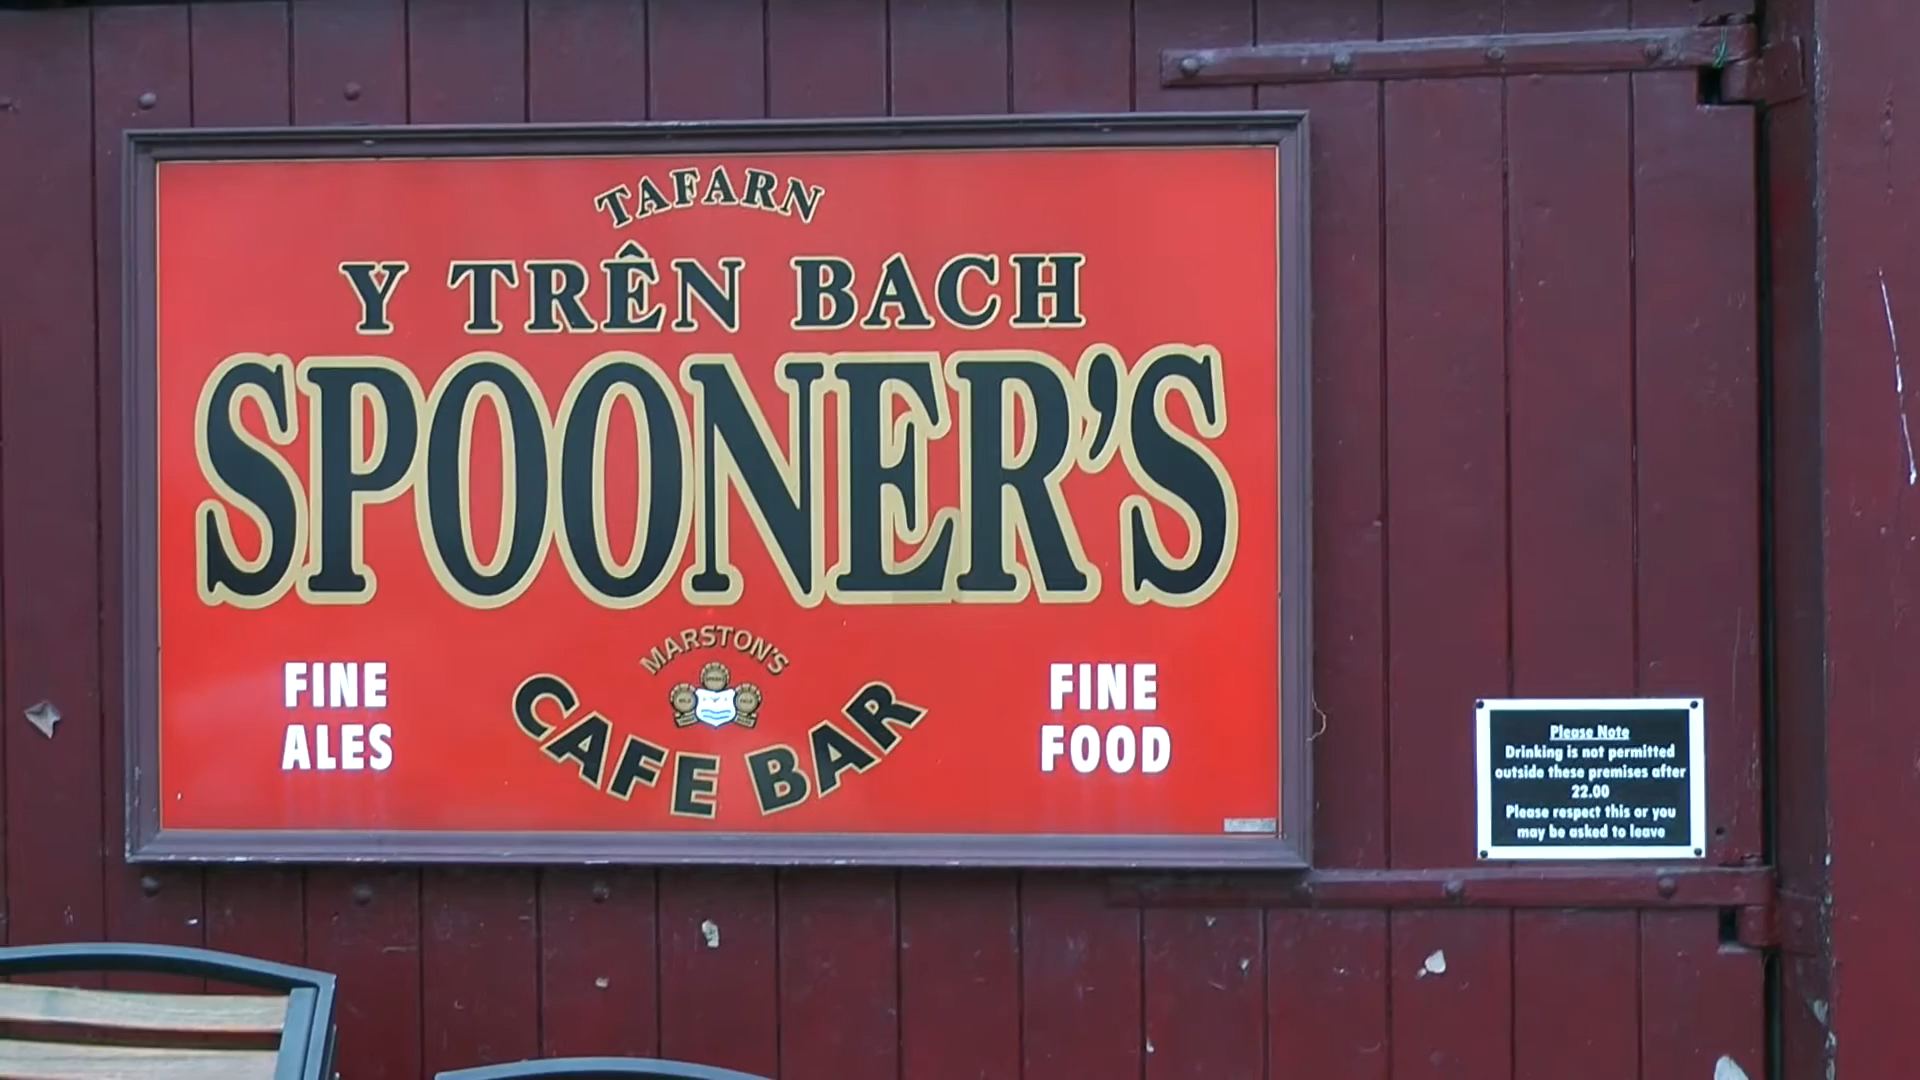 TAFARN
Y TRÊN BACH
SPOONER'S
MARSTON'S
CAFE BAR
FINE
ALES
FINE
FOOD
Please Note
Drinking is not permitted
outside these premises after
22.00
Please respect this or you
may be asked to leave